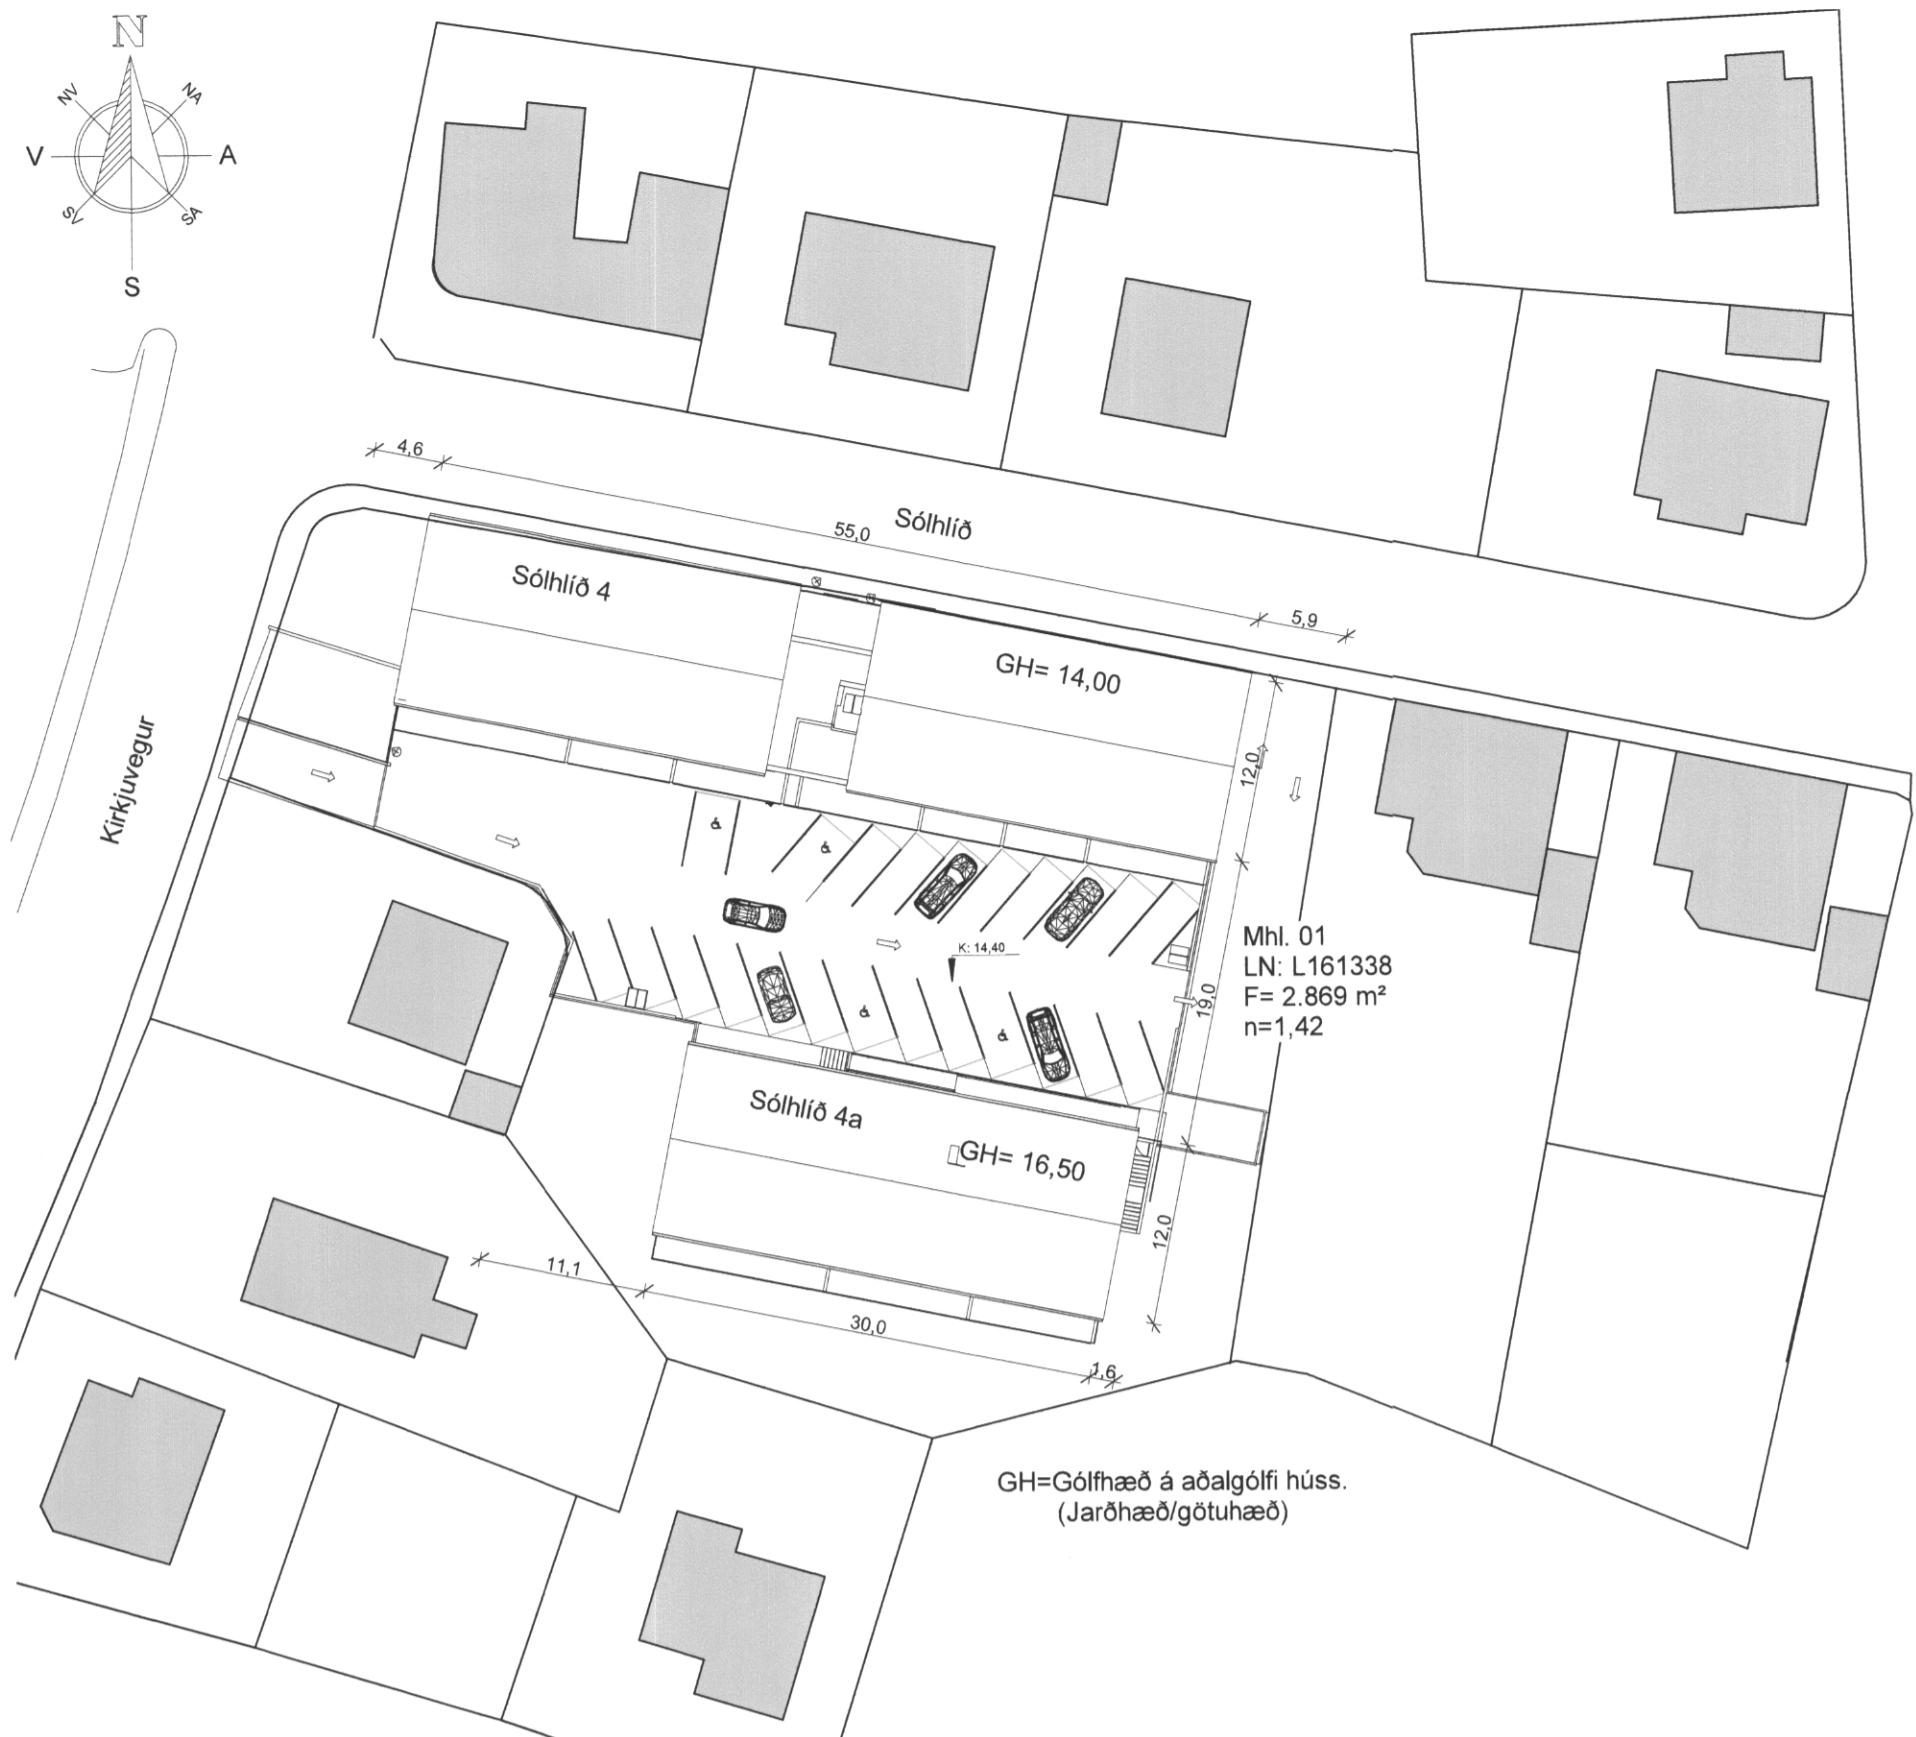 N
NV
NA
V
A
SV
SA
S
4,6
55,0
Sólhlíð
5,9
Sólhlíð 4
GH= 14,00
12,0
Kirkjuvegur
K: 14,40
19,0
Mhl. 01
LN: L161338
F= 2.869 m²
n=1,42
Sólhlíð 4a
GH= 16,50
12,0
11,1
30,0
1,6
GH=Gólfhæð á aðalgólfi húss.
(Jarðhæð/götuhæð)